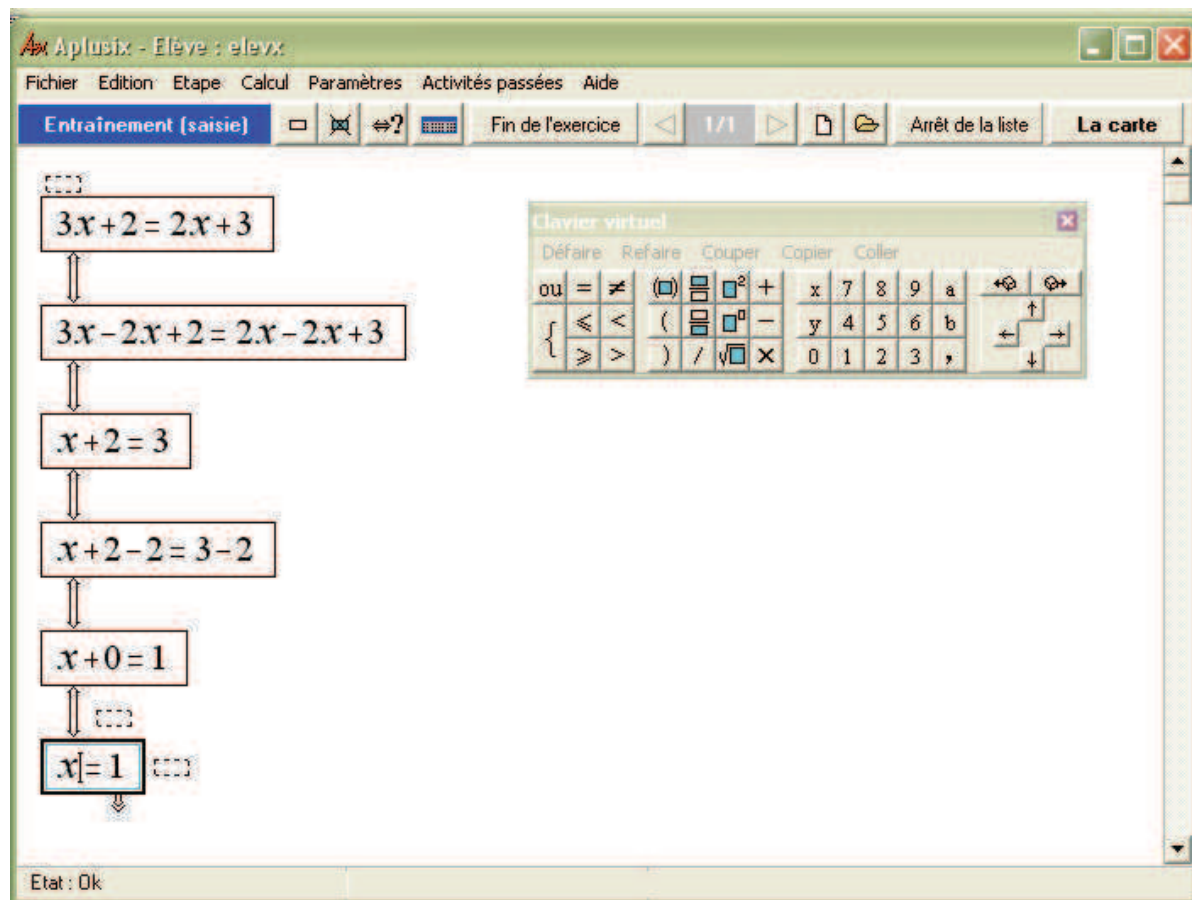 Aplusix - Elève : elevx
Fichier Edition Etape Calcul Paramètres Activités passées Aide
Entraînement (saisie) ⇔? Fin de l'exercice 1/1 Arrêt de la liste La carte
3x+2=2x+3
3x-2x+2=2x-2x+3
x+2=3
x+2-2=3-2
x+0=1
x=1
Clavier virtuel
Défaire Refaire Couper Copier Coller
ou = ≠ (□) □² + x 7 8 9 a
{ ⩽ < ( □□ − y 4 5 6 b ↑ ← →
⩾ > ) / √□ × 0 1 2 3 , ↓
Etat : Ok